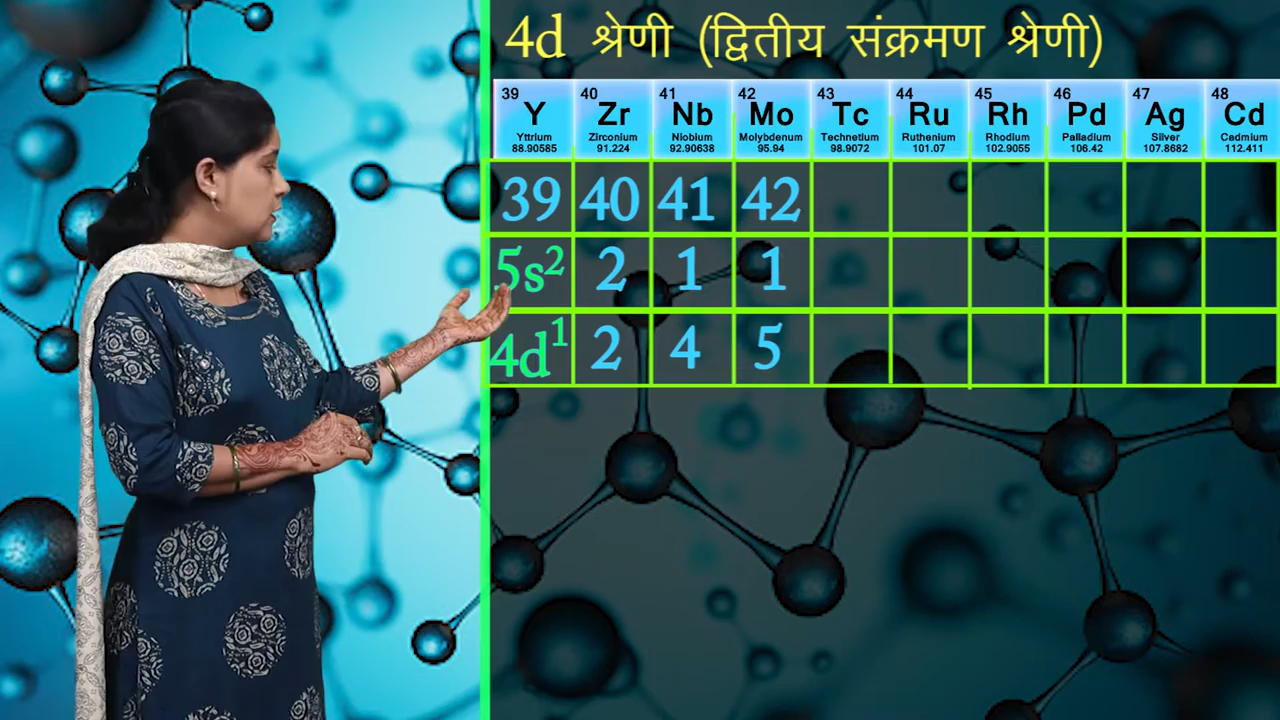 4d श्रेणी (द्वितीय संक्रमण श्रेणी)
39 40 41 42 43 44 45 46 47 48
Y Zr Nb Mo Tc Ru Rh Pd Ag Cd
Yttrium Zirconium Niobium Molybdenum Technetium Ruthenium Rhodium Palladium Silver Cadmium
88.90585 91.224 92.90638 95.94 98.9072 101.07 102.9055 106.42 107.8682 112.411
39 40 41 42
5s² 2 1 1
4d¹ 2 4 5